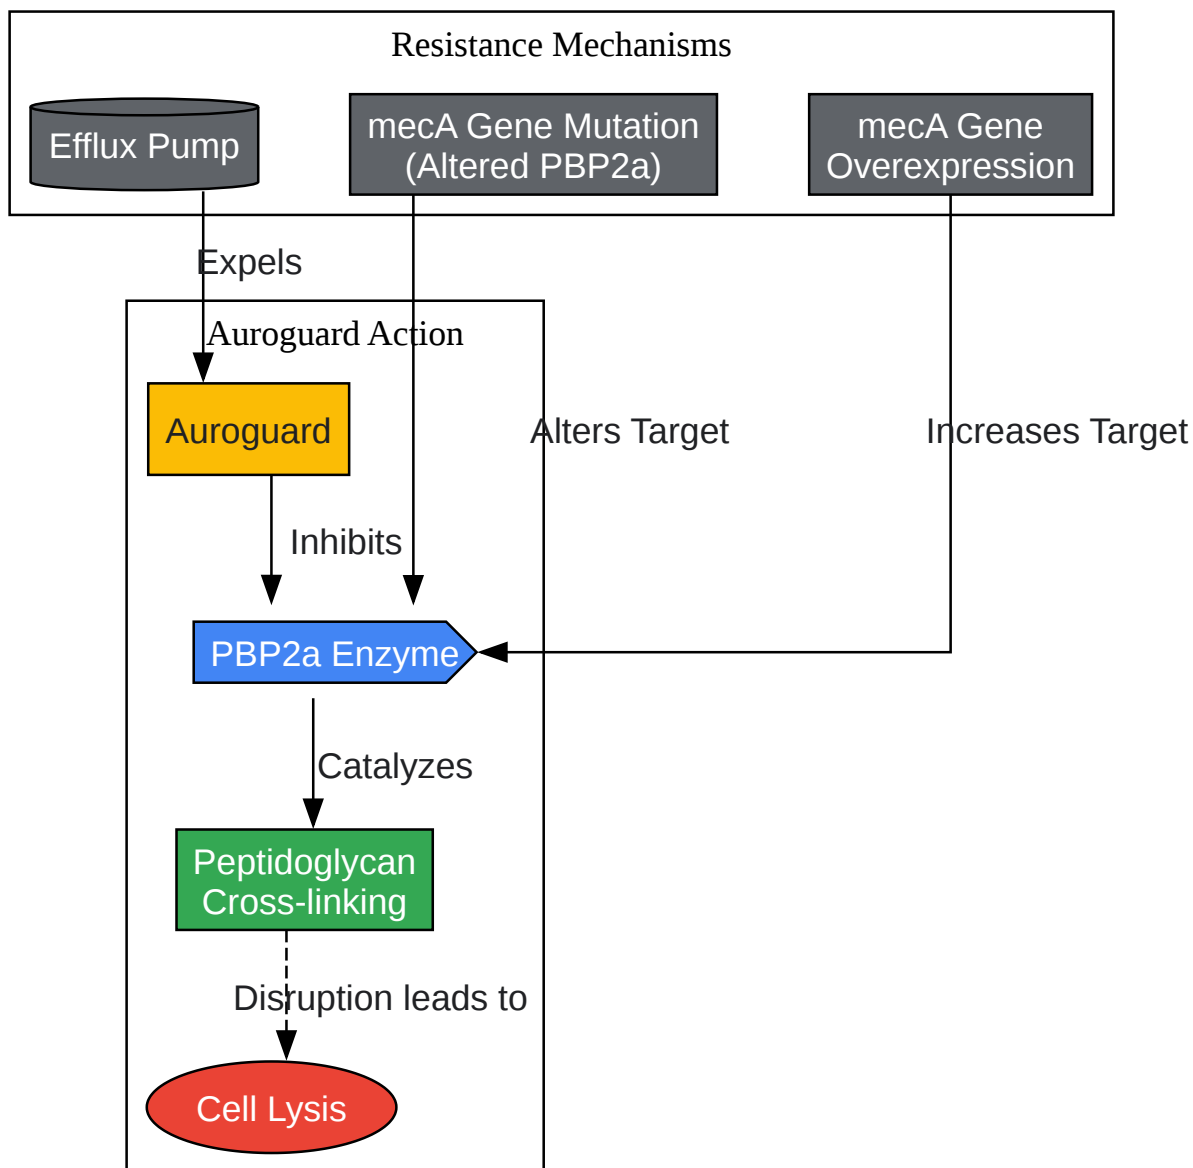 Resistance Mechanisms
Efflux Pump
mecA Gene Mutation
(Altered PBP2a)
mecA Gene
Overexpression
Expels
Auroguard Action
Auroguard
Alters Target
Increases Target
Inhibits
PBP2a Enzyme
Catalyzes
Peptidoglycan
Cross-linking
Disruption leads to
Cell Lysis